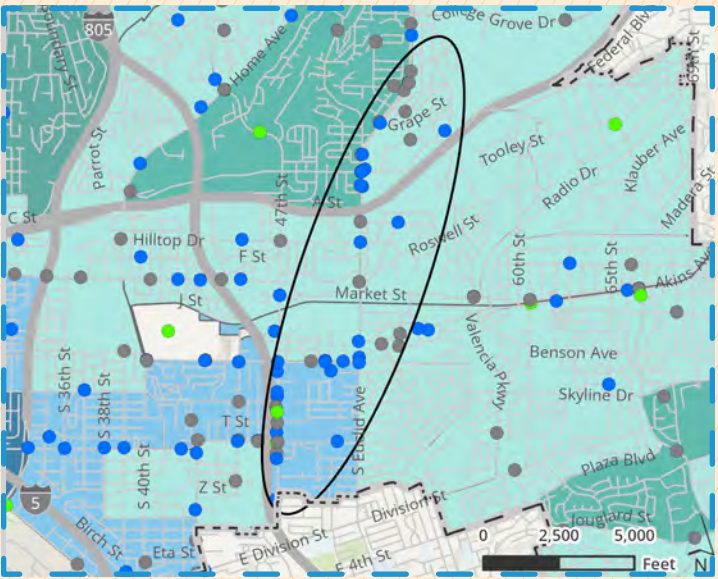 College Grove Dr
Federal Blvd
69th St
Boundary St
805
Home Ave
Grape St
Parrot St
Tooley St
Klauber Ave
Radio Dr
Madera St
47th St
A St
C St
Roswell St
Hilltop Dr
F St
60th St
65th St
Akins Av
Market St
J St
Valencia Pkwy
Benson Ave
S 36th St
S 38th St
Skyline Dr
T St
S Euclid Ave
S 40th St
Z St
Plaza Blvd
5
Division St
Jouglard St
Birch St
Eta St
E Division St
E 4th St
0 2,500 5,000
Feet
N